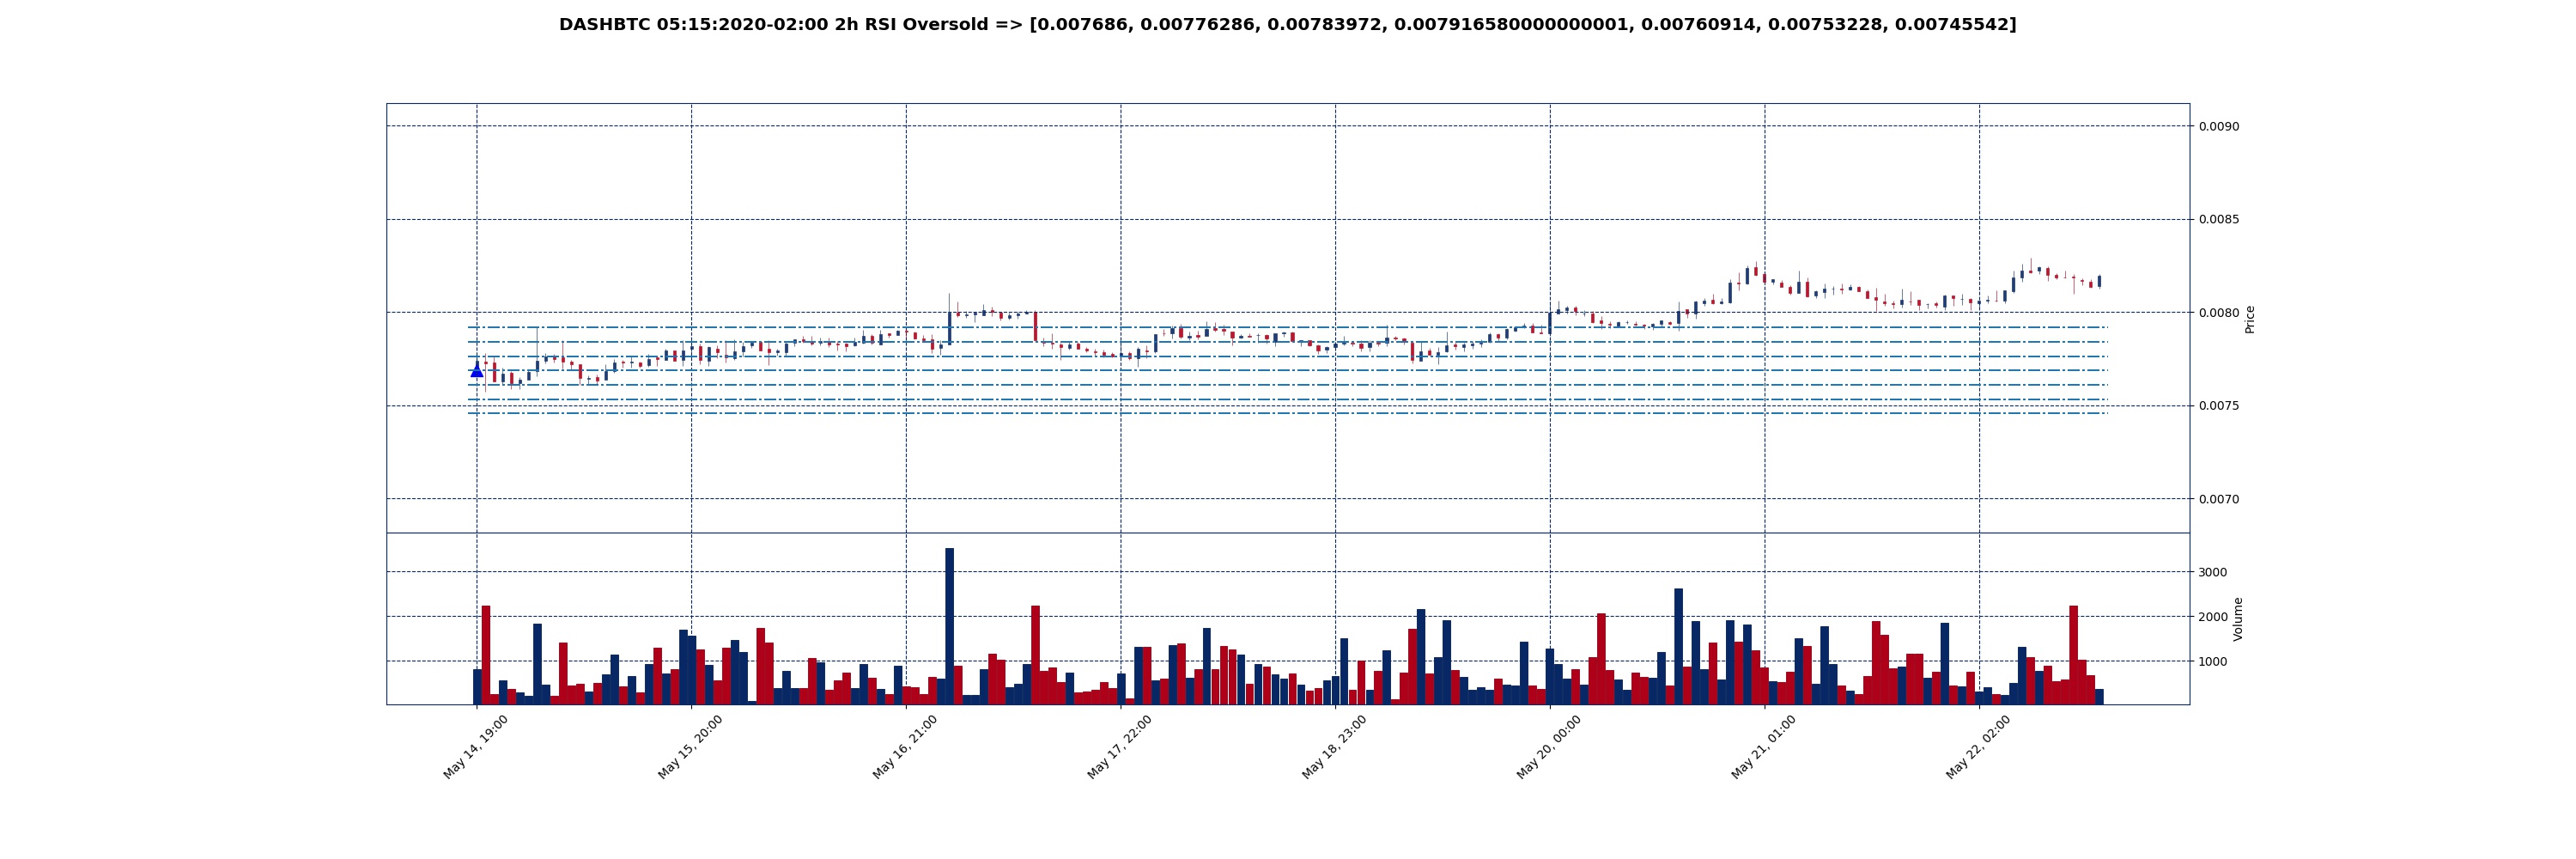 DASHBTC 05:15:2020-02:00 2h RSI Oversold => [0.007686, 0.00776286, 0.00783972, 0.007916580000000001, 0.00760914, 0.00753228, 0.00745542]
0.0090
0.0085
0.0080
0.0075
0.0070
Price
3000
2000
1000
Volume
May 14, 19:00
May 15, 20:00
May 16, 21:00
May 17, 22:00
May 18, 23:00
May 20, 00:00
May 21, 01:00
May 22, 02:00